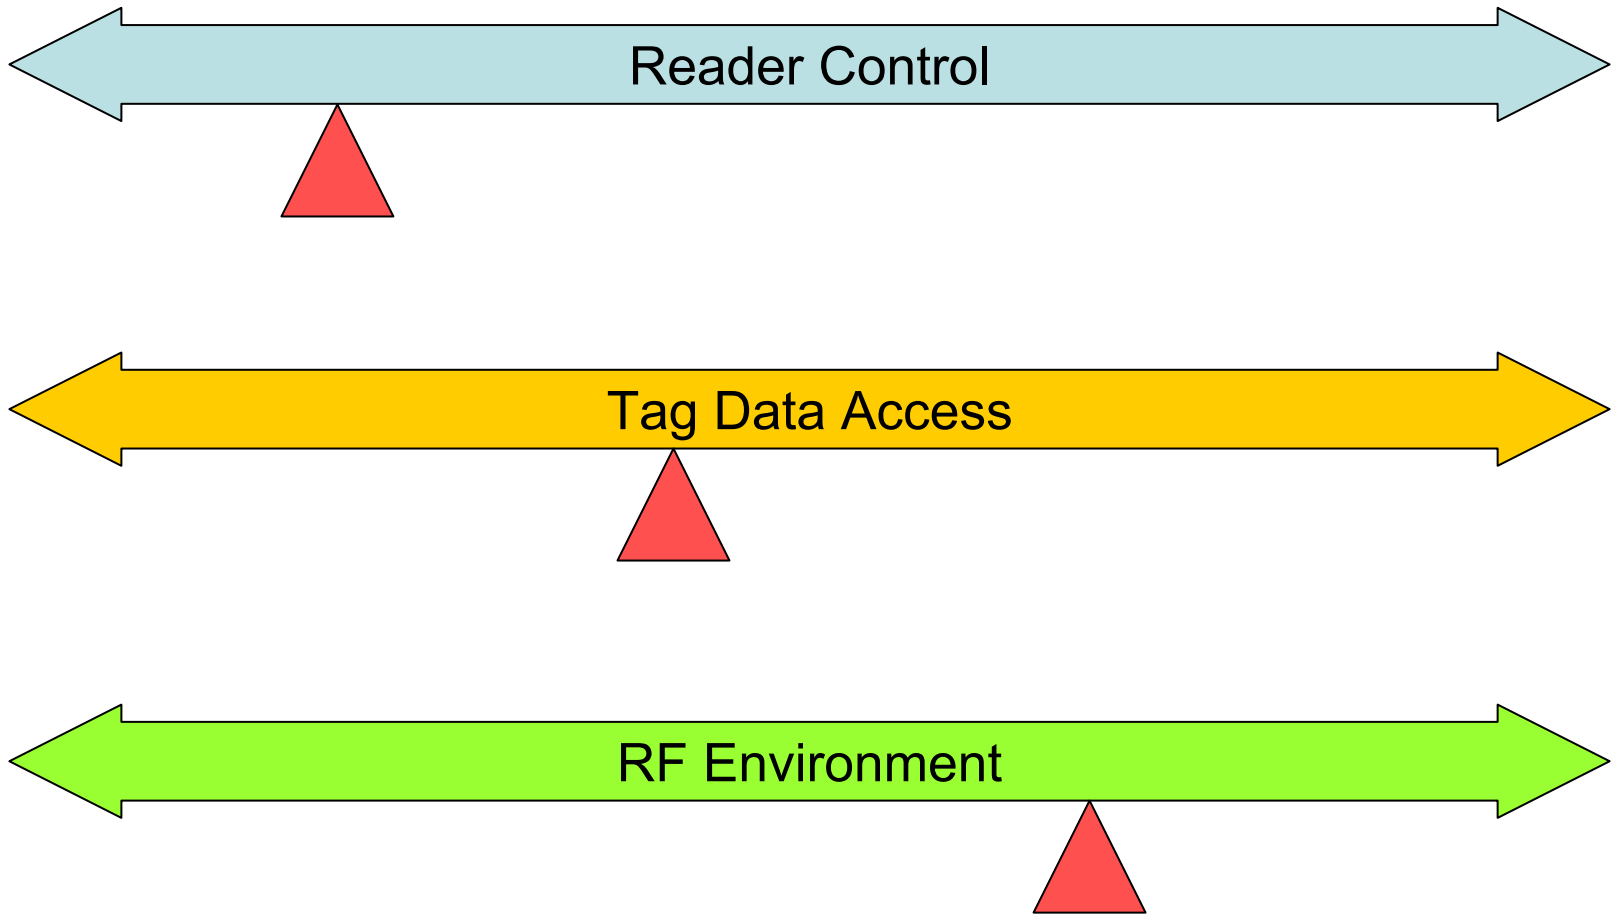 Reader Control
Tag Data Access
RF Environment